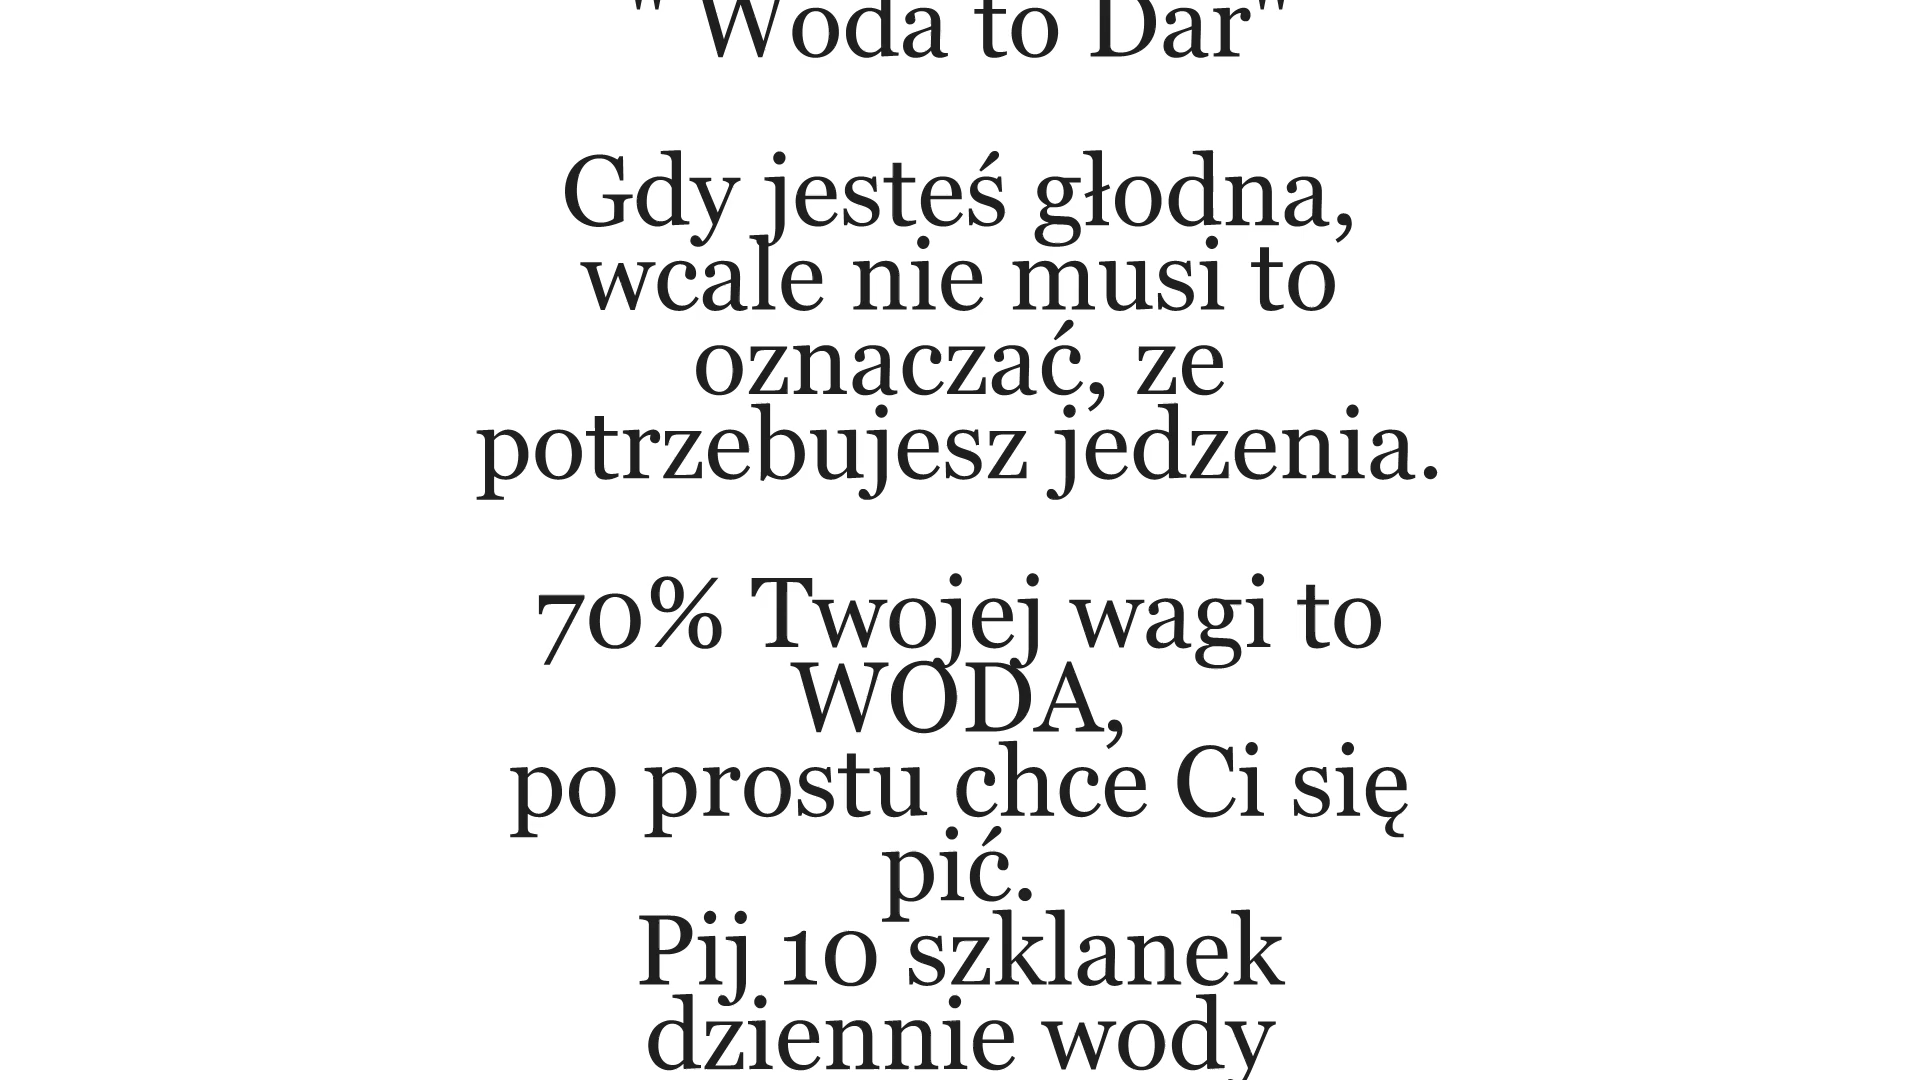 " Woda to Dar"
Gdy jesteś głodna,
wcale nie musi to
oznaczać, ze
potrzebujesz jedzenia.
70% Twojej wagi to
WODA,
po prostu chce Ci się
pić.
Pij 10 szklanek
dziennie wody